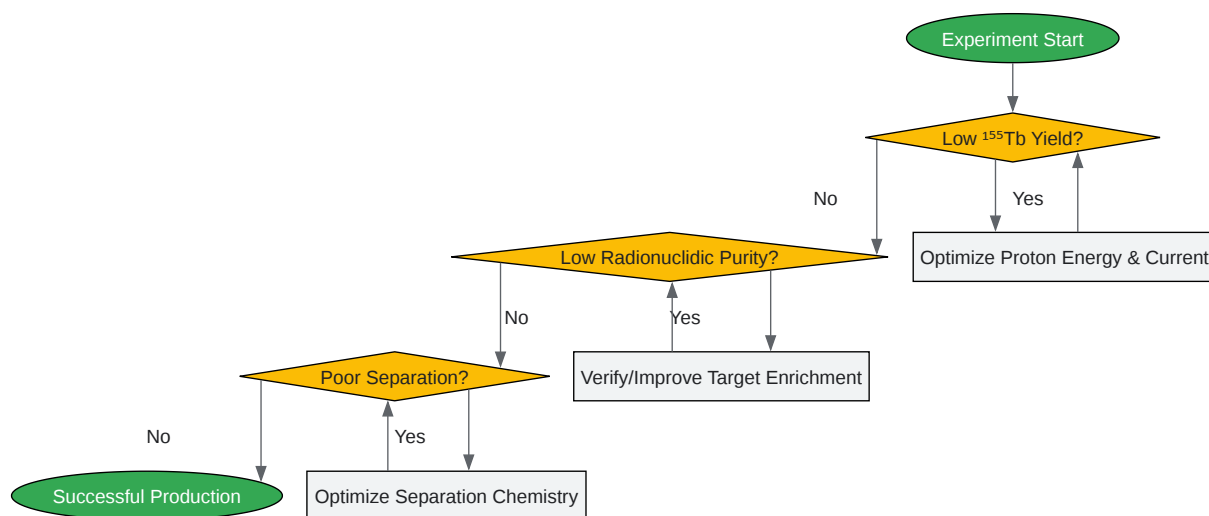 Experiment Start
Low ¹⁵⁵Tb Yield?
No
Yes
Optimize Proton Energy & Current
Low Radionuclidic Purity?
No
Yes
Verify/Improve Target Enrichment
Poor Separation?
No
Yes
Successful Production
Optimize Separation Chemistry